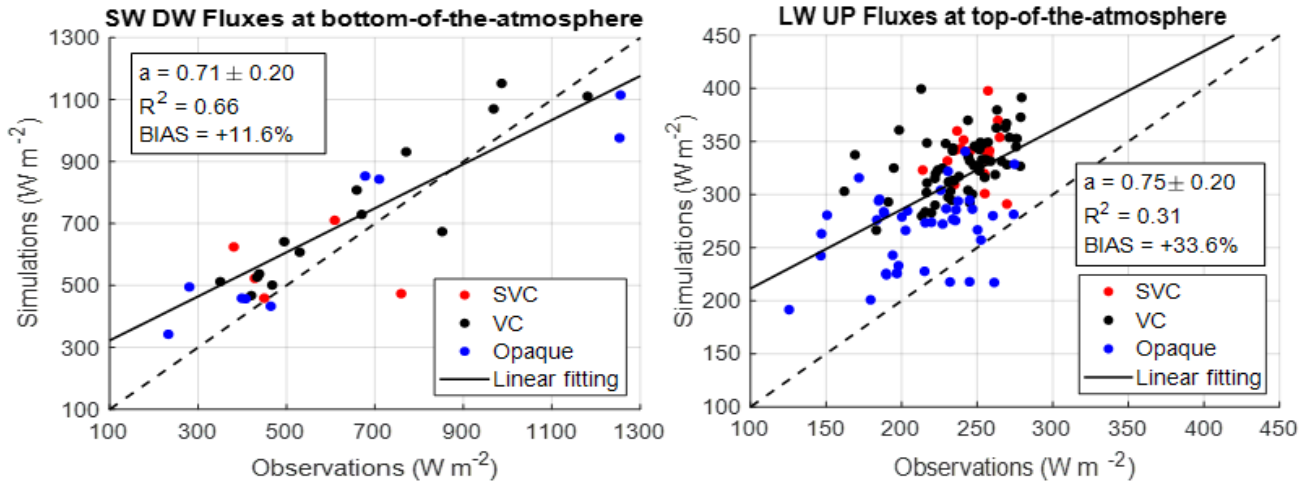 SW DW Fluxes at bottom-of-the-atmosphere
1300
1100
900
700
500
300
100
Simulations (W m-2)
a = 0.71 ± 0.20
R2 = 0.66
BIAS = +11.6%
SVC
VC
Opaque
Linear fitting
100 300 500 700 900 1100 1300
Observations (W m-2)
LW UP Fluxes at top-of-the-atmosphere
450
400
350
300
250
200
150
100
Simulations (W m-2)
a = 0.75± 0.20
R2 = 0.31
BIAS = +33.6%
SVC
VC
Opaque
Linear fitting
100 150 200 250 300 350 400 450
Observations (W m -2)